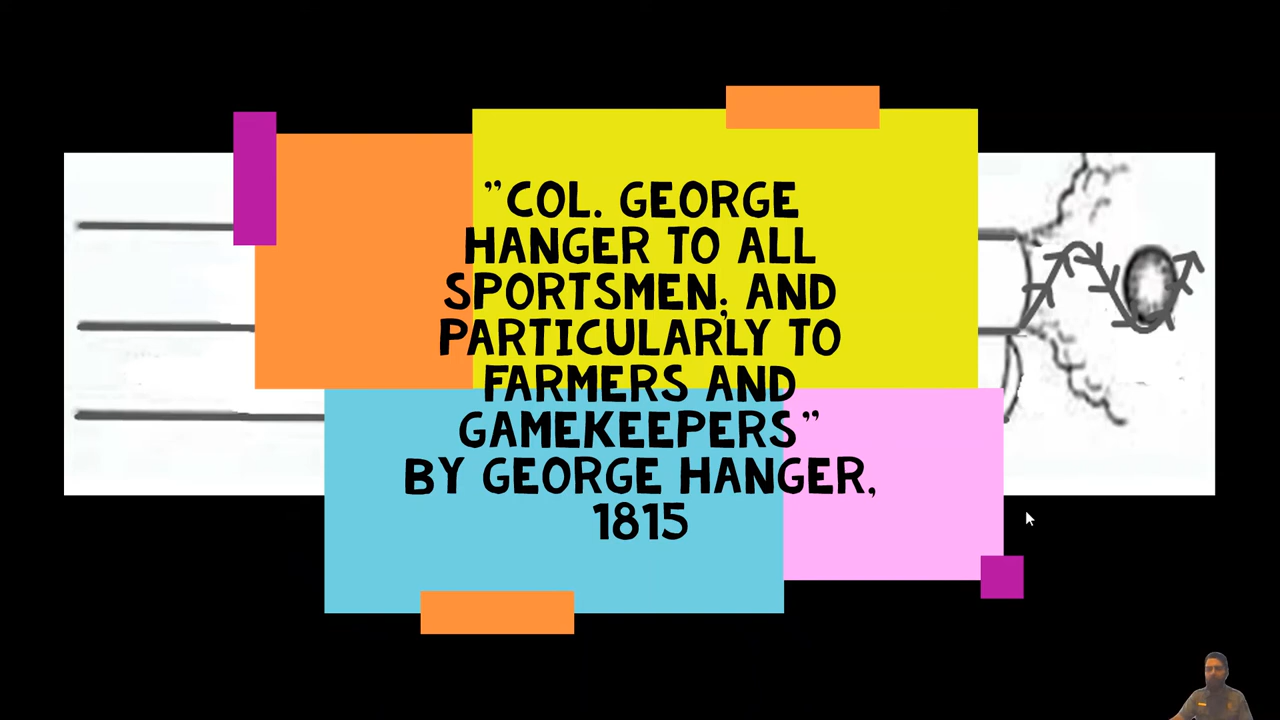 ”COL. GEORGE
HANGER TO ALL
SPORTSMEN; AND
PARTICULARLY TO
FARMERS AND
GAMEKEEPERS”
BY GEORGE HANGER,
1815